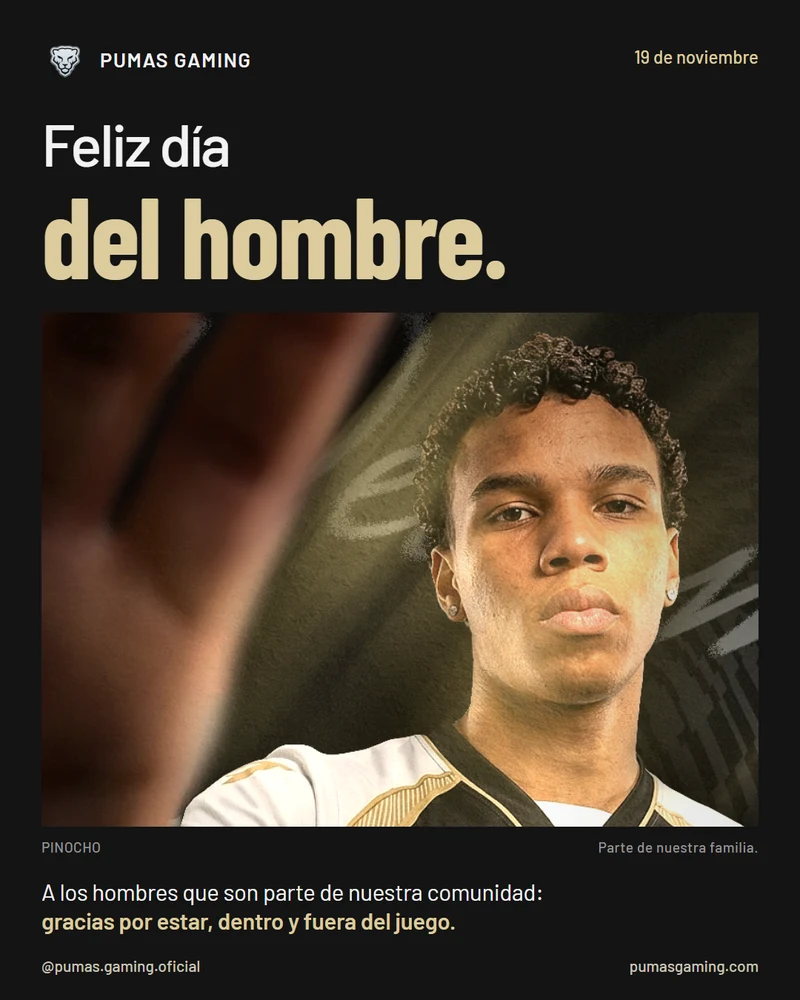 PUMAS GAMING
19 de noviembre
Feliz día
del hombre.
PINOCHO
Parte de nuestra familia.
A los hombres que son parte de nuestra comunidad:
gracias por estar, dentro y fuera del juego.
@pumas.gaming.oficial
pumasgaming.com